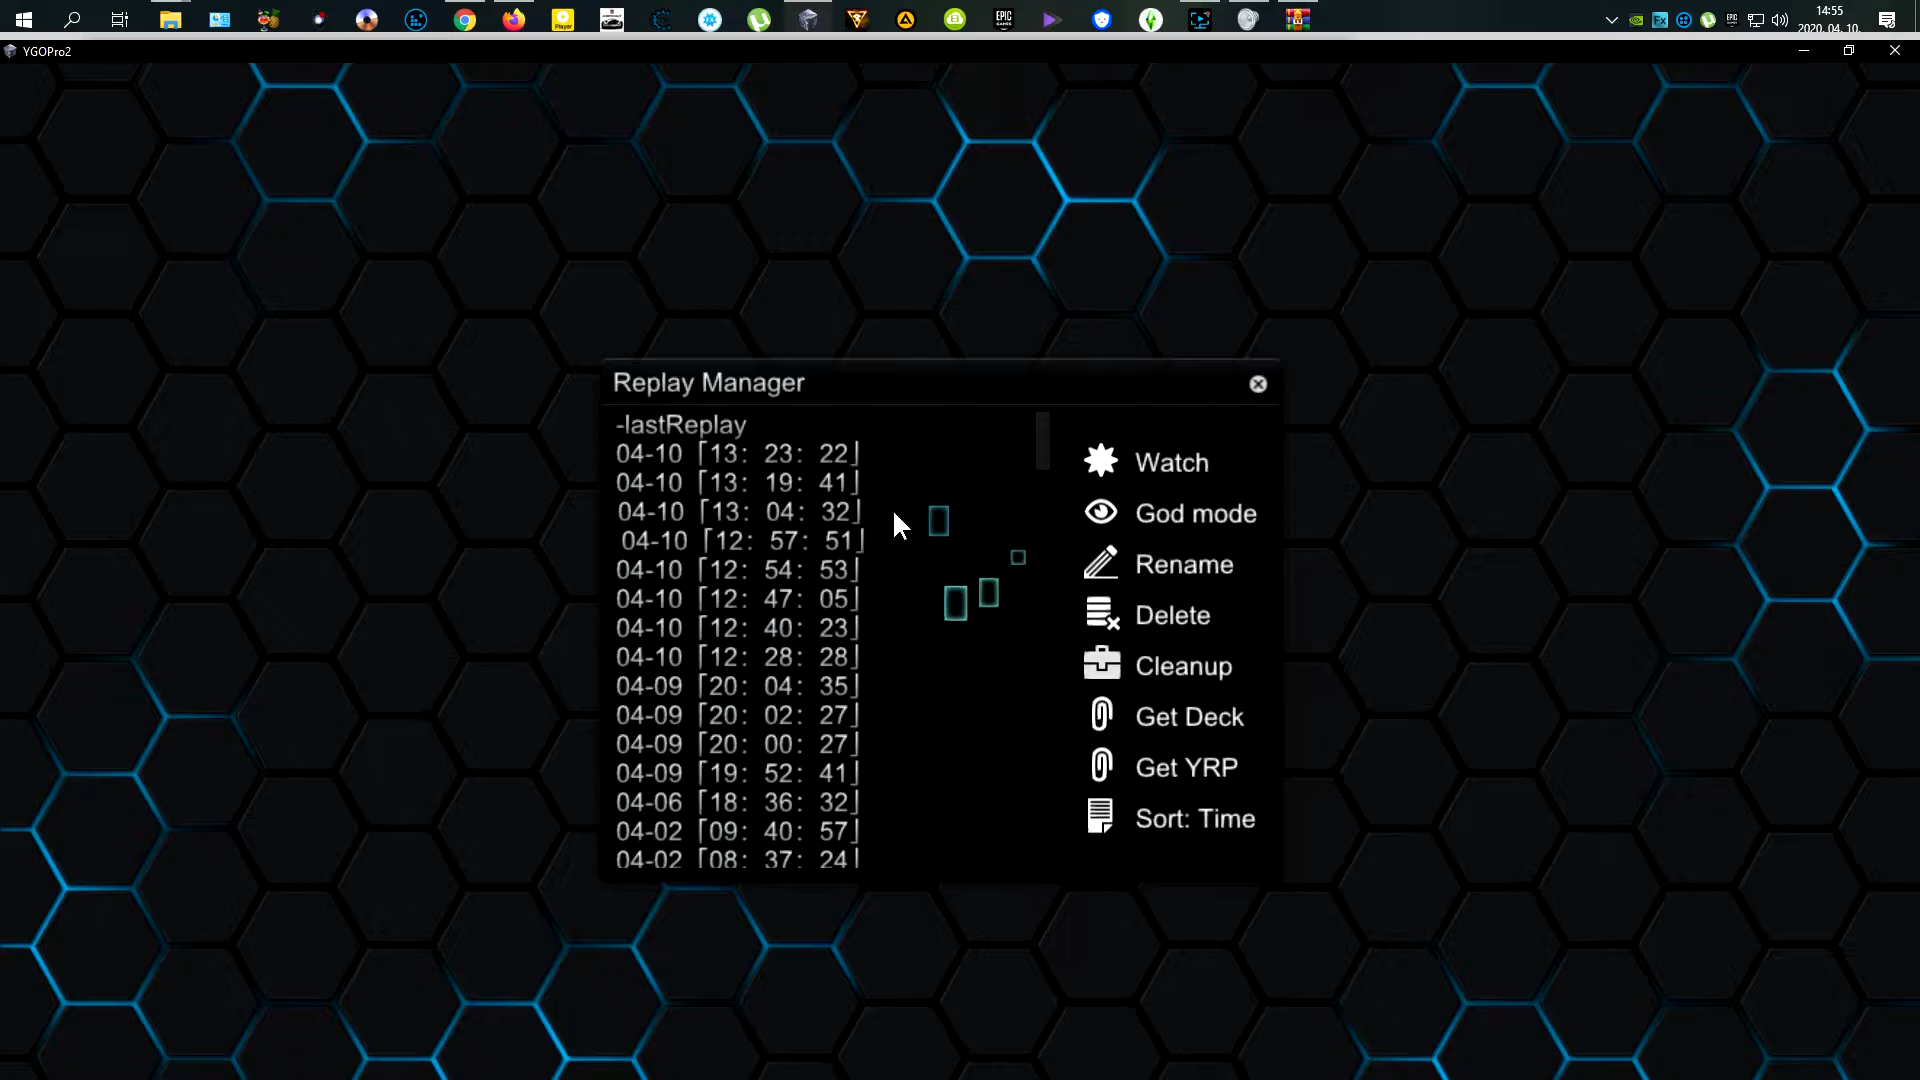 14:55
2020. 04. 10.
YGOPro2
Replay Manager
-lastReplay
04-10 ｢13: 23: 22｣
04-10 ｢13: 19: 41｣
04-10 ｢13: 04: 32｣
04-10 ｢12: 57: 51｣
04-10 ｢12: 54: 53｣
04-10 ｢12: 47: 05｣
04-10 ｢12: 40: 23｣
04-10 ｢12: 28: 28｣
04-09 ｢20: 04: 35｣
04-09 ｢20: 02: 27｣
04-09 ｢20: 00: 27｣
04-09 ｢19: 52: 41｣
04-06 ｢18: 36: 32｣
04-02 ｢09: 40: 57｣
04-02 ｢08: 37: 24｣
Watch
God mode
Rename
Delete
Cleanup
Get Deck
Get YRP
Sort: Time